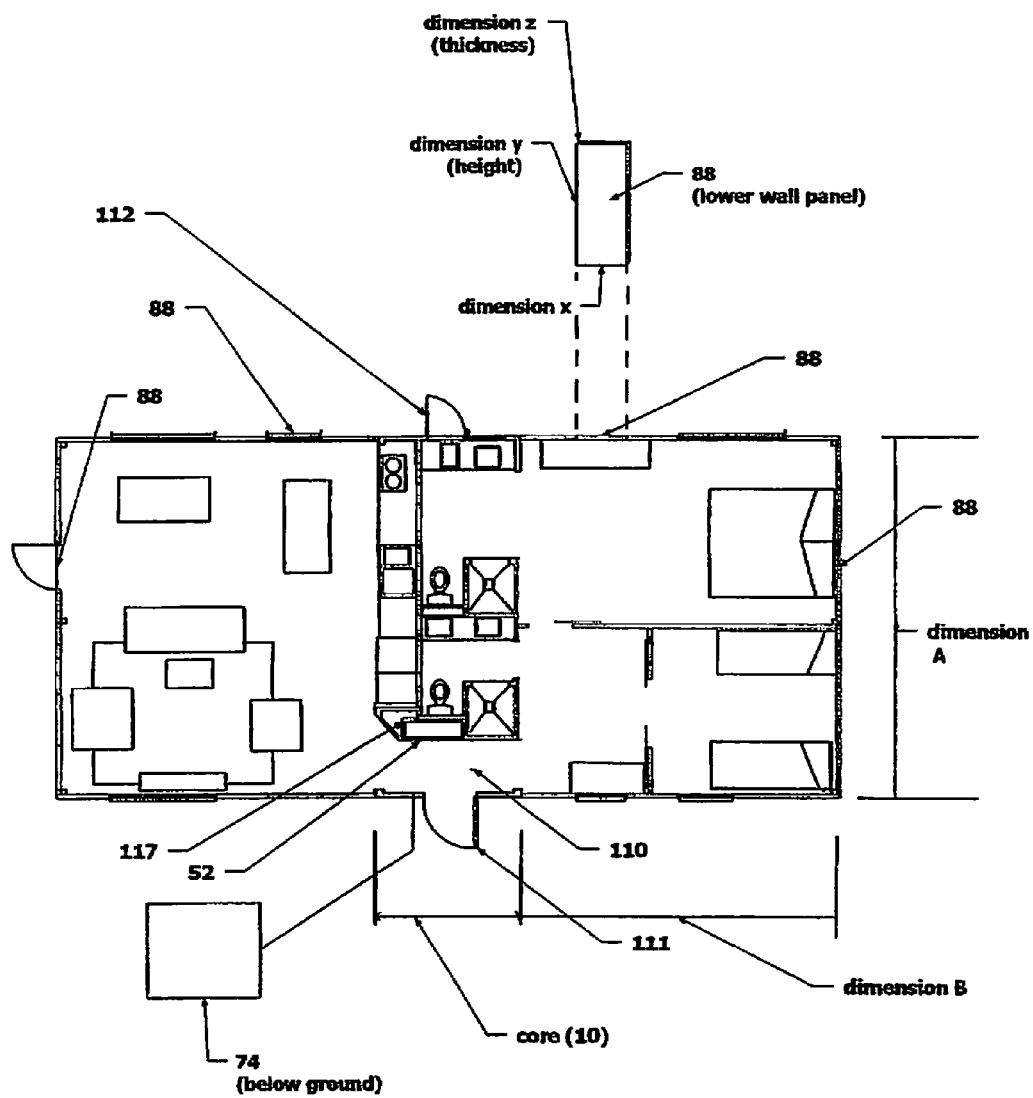 dimension z
(thickness)
dimension y
(height)
88
(lower wall panel)
112
dimension x
88
88
88
88
dimension
A
117
52
110
111
dimension B
core (10)
74
(below ground)